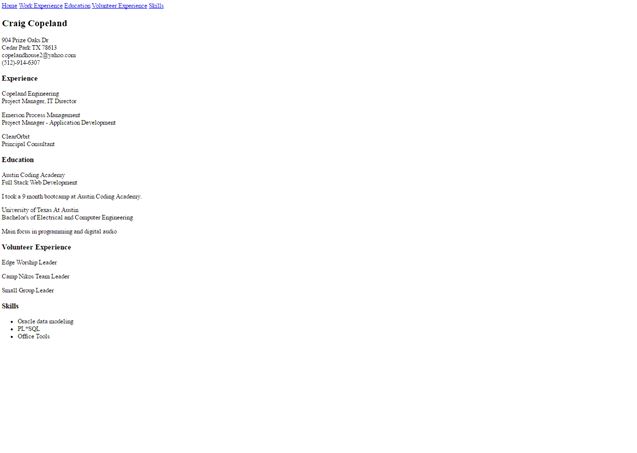 Home Work Experience Education Volunteer Experience Skills
Craig Copeland
904 Prize Oaks Dr
Cedar Park TX 78613
copelandhouse2@yahoo.com
(512)-914-6307
Experience
Copeland Engineering
Project Manager, IT Director
Emerson Process Management
Project Manager - Application Development
ClearOrbit
Principal Consultant
Education
Austin Coding Academy
Full Stack Web Development
I took a 9 month bootcamp at Austin Coding Academy.
University of Texas At Austin
Bachelor's of Electrical and Computer Engineering
Main focus in programming and digital audio
Volunteer Experience
Edge Worship Leader
Camp Nikos Team Leader
Small Group Leader
Skills
• Oracle data modeling
• PL*SQL
• Office Tools